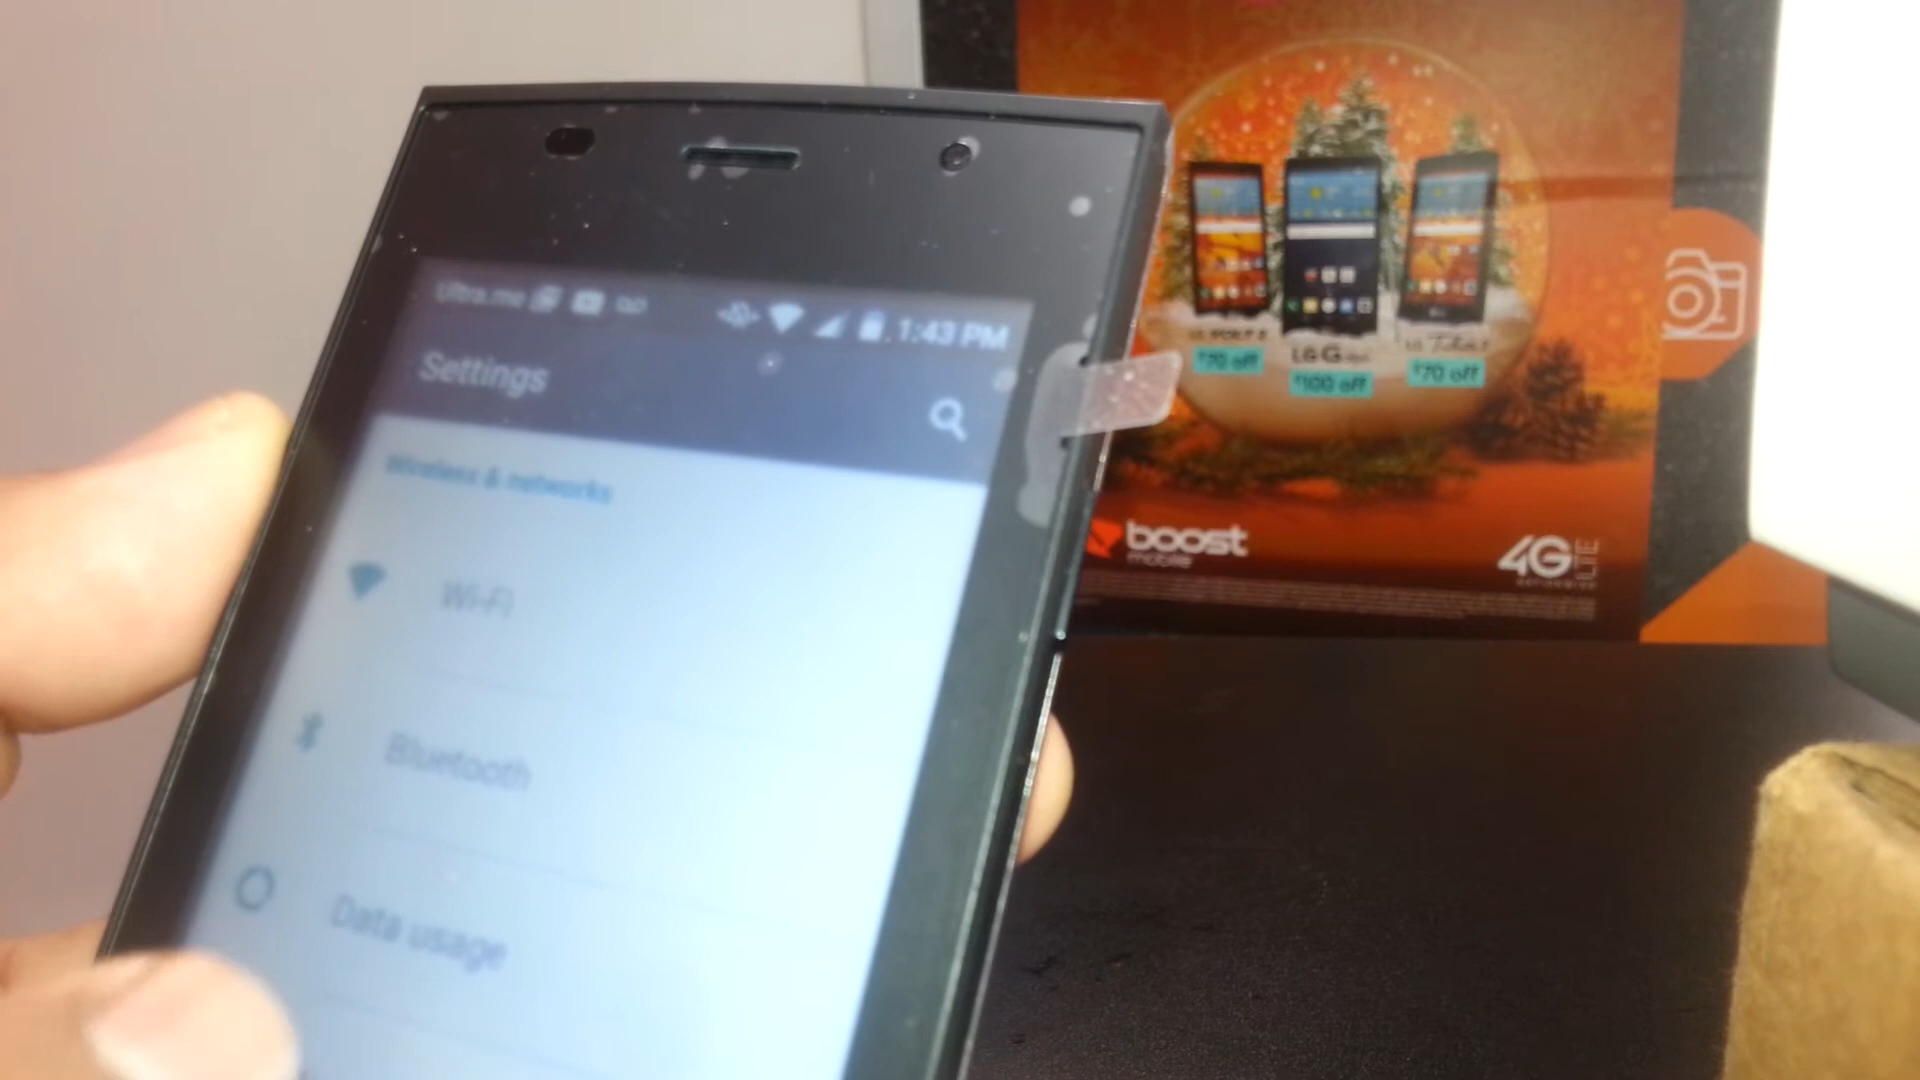 Ultra.me
1:43 PM
Settings
Wireless & networks
Wi-Fi
Bluetooth
Data usage
$70 off
LG G
$100 off
$70 off
boost
mobile
4G LTE